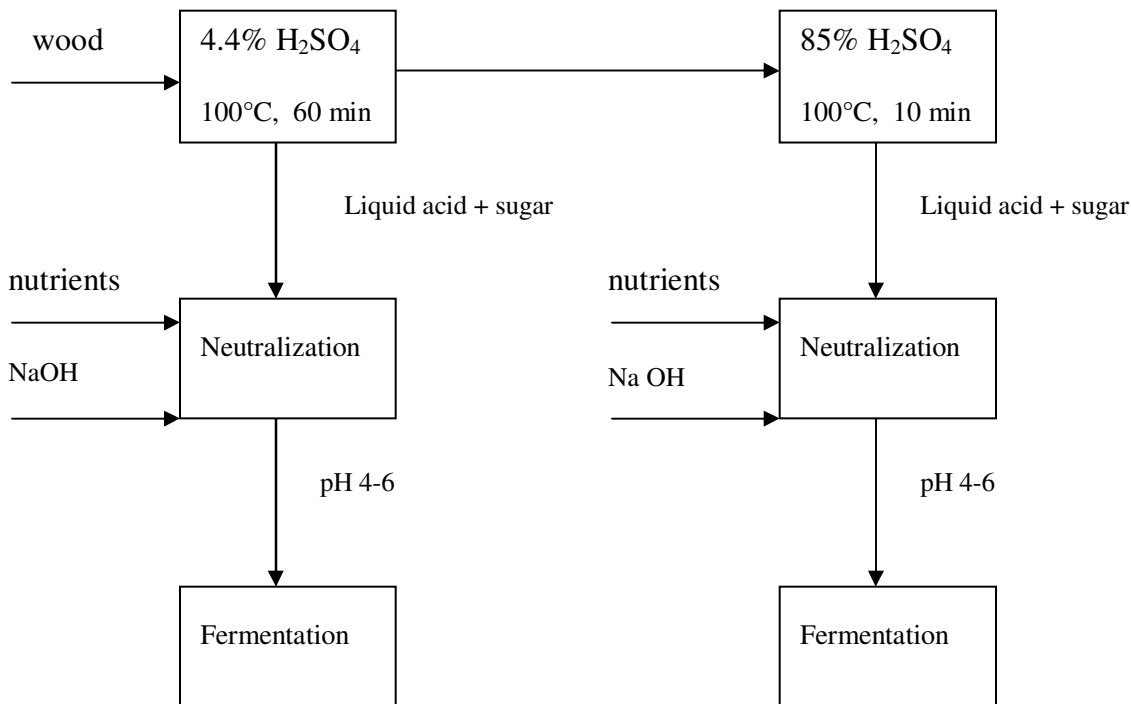 wood
4.4% H₂SO₄
100°C, 60 min
85% H₂SO₄
100°C, 10 min
Liquid acid + sugar
Liquid acid + sugar
nutrients
Neutralization
NaOH
nutrients
Neutralization
Na OH
pH 4-6
pH 4-6
Fermentation
Fermentation